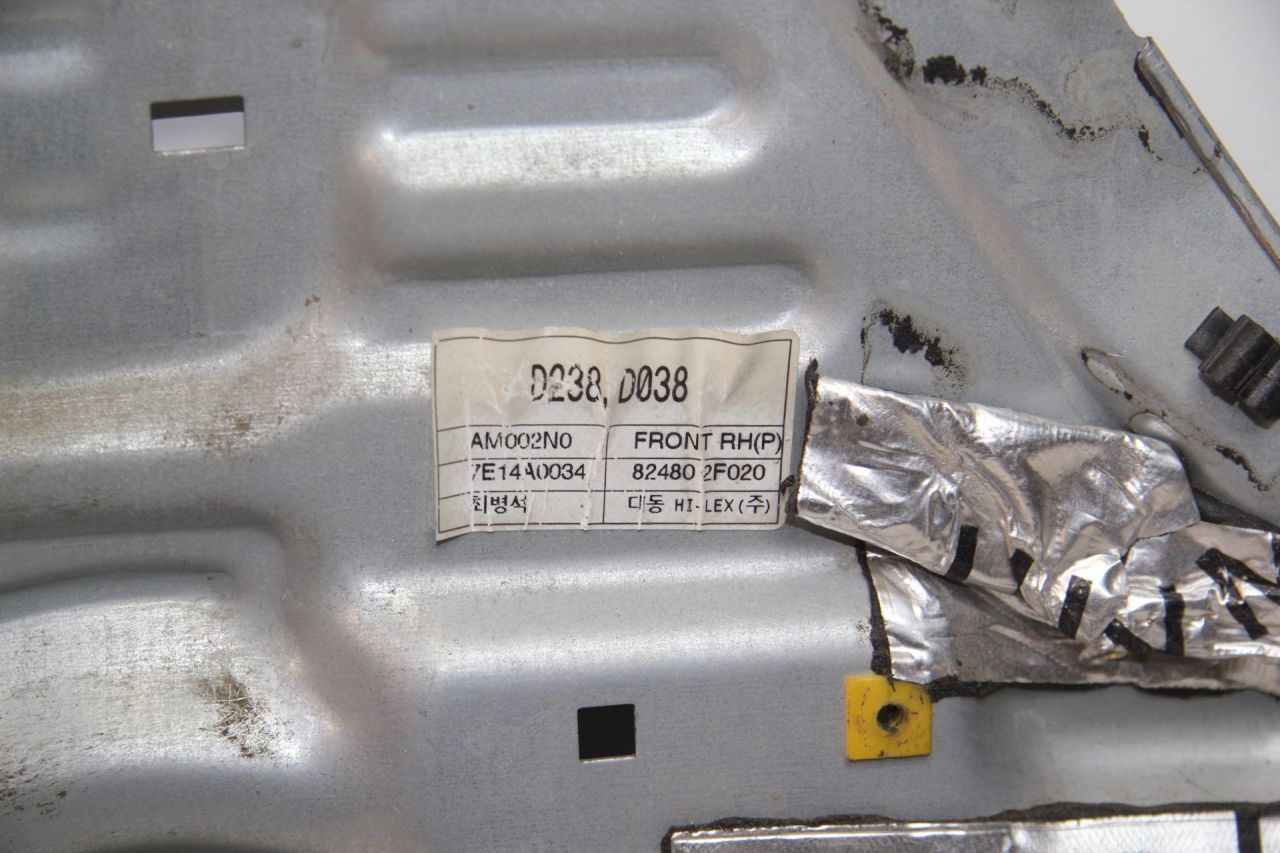 D238, D038
AM002N0 FRONT RH(P)
7E14A0034 82480 2F020
최병석 대동 HI-LEX(주)